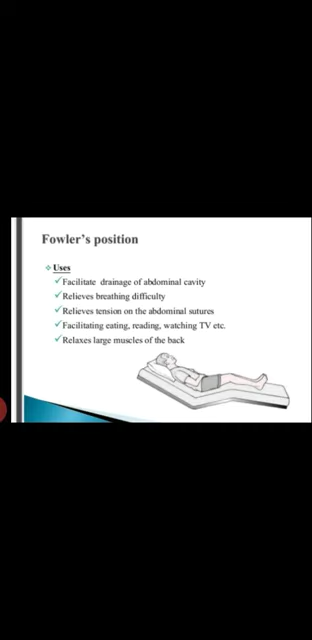 Fowler's position
Uses
✓Facilitate drainage of abdominal cavity
✓Relieves breathing difficulty
✓Relieves tension on the abdominal sutures
✓Facilitating eating, reading, watching TV etc.
✓Relaxes large muscles of the back